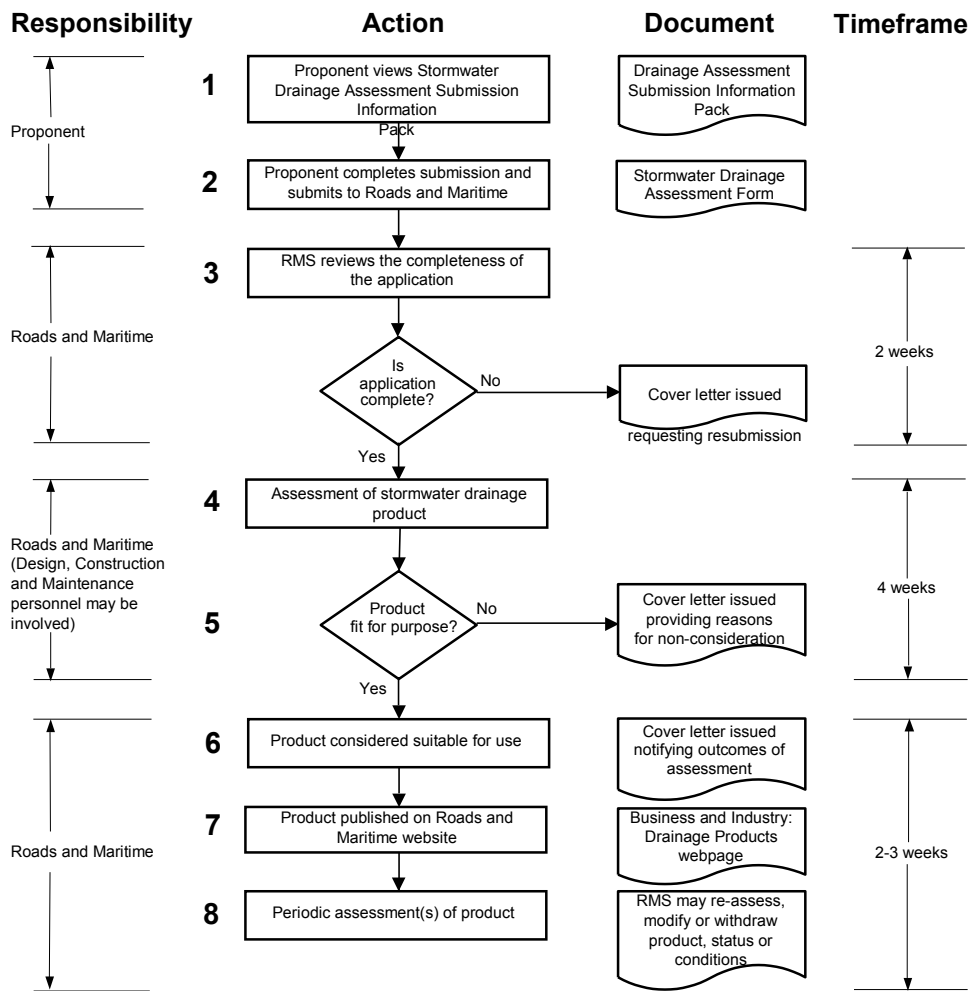 Responsibility
Action
Document
Timeframe
Proponent
1
Proponent views Stormwater
Drainage Assessment Submission
Information
Pack
Drainage Assessment
Submission Information
Pack
2
Proponent completes submission and
submits to Roads and Maritime
Stormwater Drainage
Assessment Form
Roads and Maritime
3
RMS reviews the completeness of
the application
Is
application
complete?
No
Cover letter issued
requesting resubmission
2 weeks
Yes
Roads and Maritime
(Design, Construction
and Maintenance
personnel may be
involved)
4
Assessment of stormwater drainage
product
5
Product
fit for purpose?
No
Cover letter issued
providing reasons
for non-consideration
4 weeks
Yes
Roads and Maritime
6
Product considered suitable for use
Cover letter issued
notifying outcomes of
assessment
7
Product published on Roads and
Maritime website
Business and Industry:
Drainage Products
webpage
2-3 weeks
8
Periodic assessment(s) of product
RMS may re-assess,
modify or withdraw
product, status or
conditions